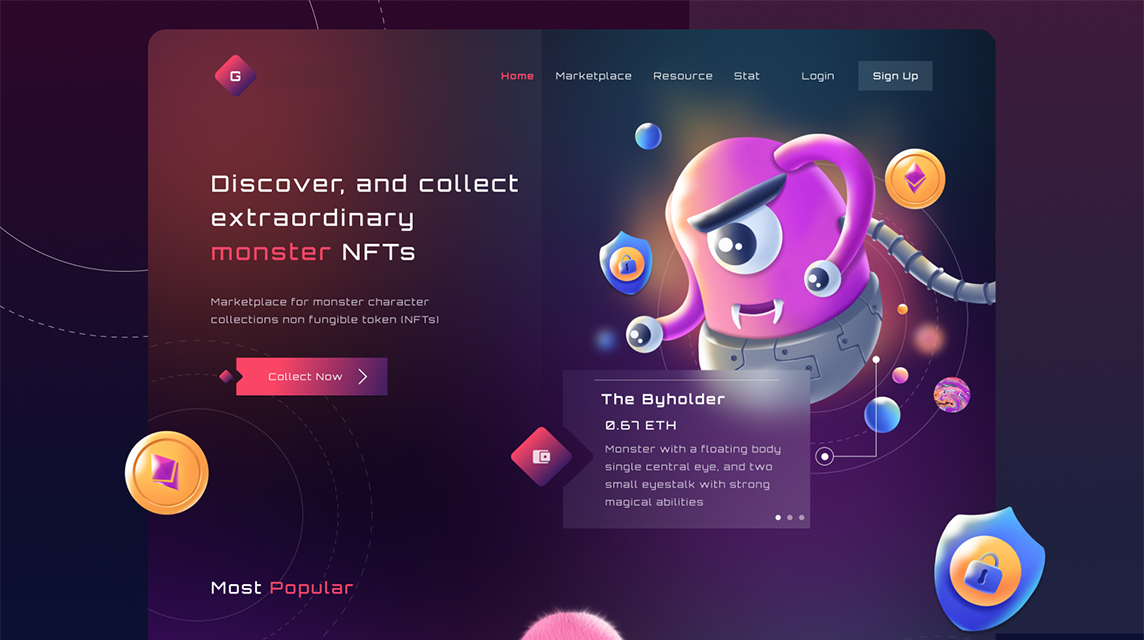 G
Home Marketplace Resource Stat Login Sign Up
Discover, and collect
extraordinary
monster NFTs
Marketplace for monster character
collections non fungible token (NFTs)
Collect Now
The Byholder
0.67 ETH
Monster with a floating body
single central eye, and two
small eyestalk with strong
magical abilities
Most Popular